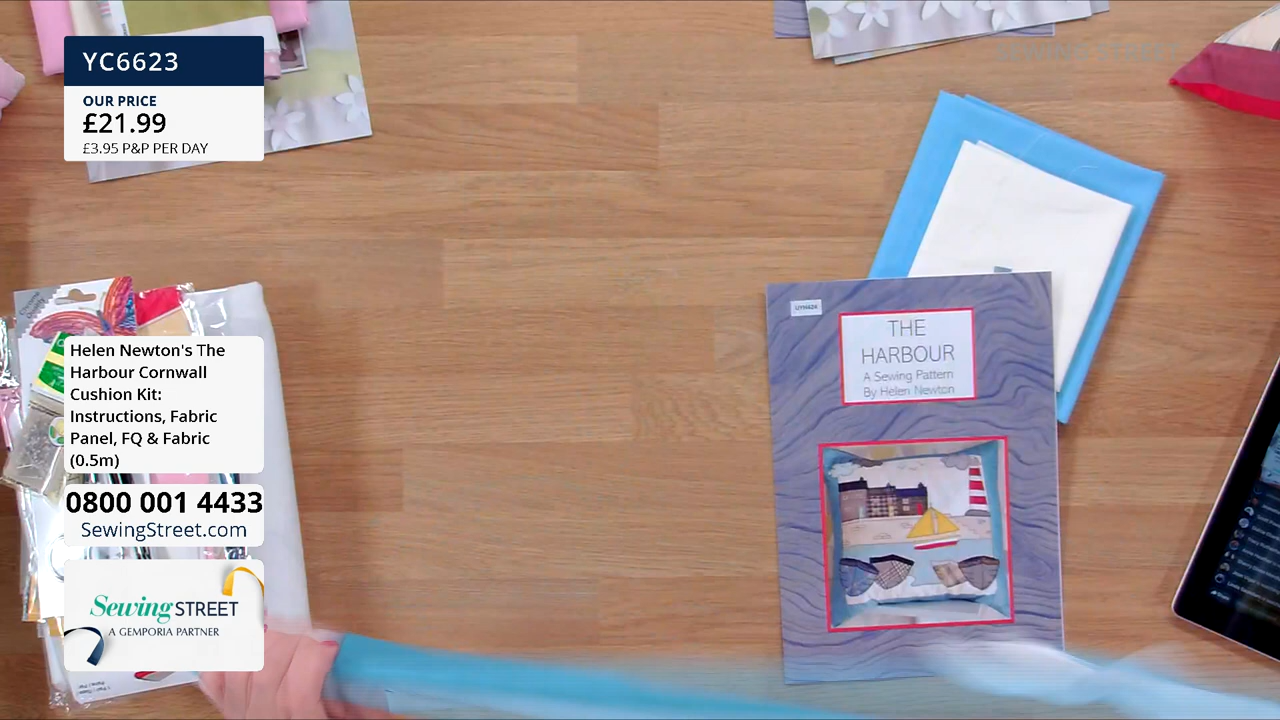 YC6623
OUR PRICE
£21.99
£3.95 P&P PER DAY
Helen Newton's The
Harbour Cornwall
Cushion Kit:
Instructions, Fabric
Panel, FQ & Fabric
(0.5m)
0800 001 4433
SewingStreet.com
Sewing STREET
A GEMPORIA PARTNER
SEWING STREET
THE
HARBOUR
A Sewing Pattern
By Helen Newton